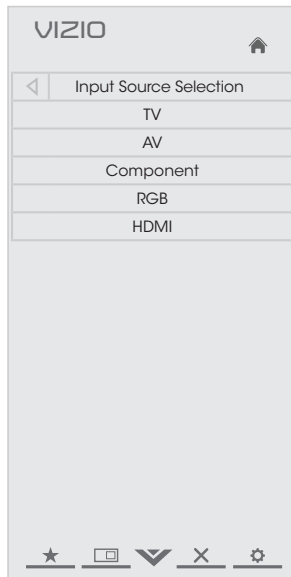 VIZIO
Input Source Selection
TV
AV
Component
RGB
HDMI